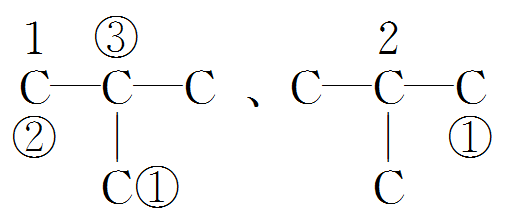 1 ③ 2
C—C—C、C—C—C
② ①
C① C